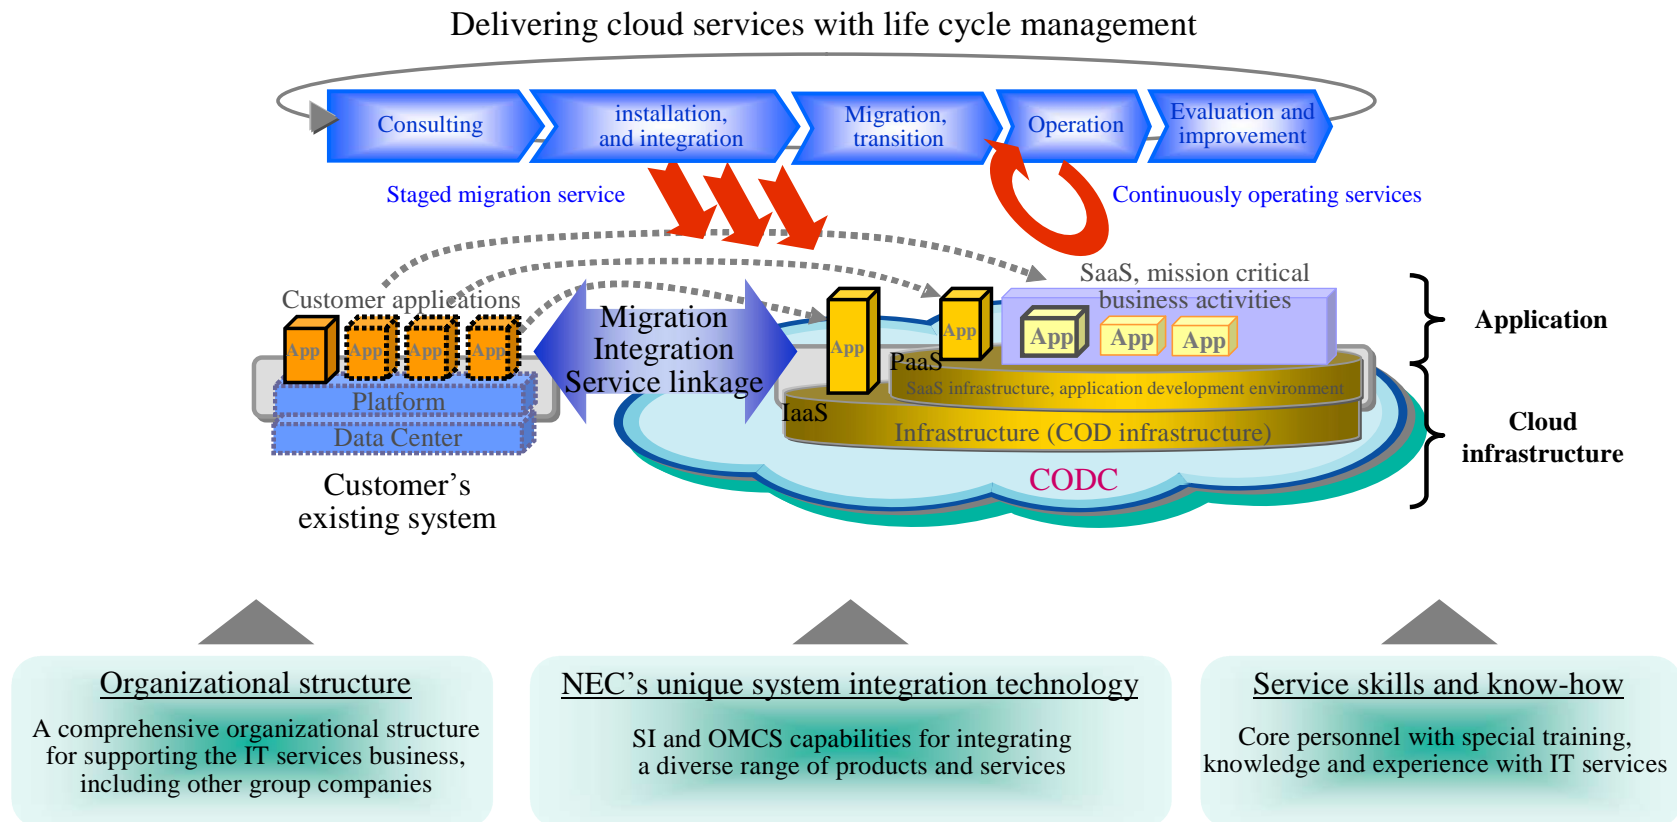 Delivering cloud services with life cycle management
Consulting
installation,
and integration
Migration,
transition
Operation
Evaluation and
improvement
Staged migration service
Continuously operating services
Customer applications
App
App
App
App
Platform
Data Center
Customer's
existing system
Migration
Integration
Service linkage
SaaS, mission critical
business activities
App
App
App
App
App
PaaS
SaaS infrastructure, application development environment
IaaS
Infrastructure (COD infrastructure)
CODC
Application
Cloud
infrastructure
Organizational structure
A comprehensive organizational structure
for supporting the IT services business,
including other group companies
NEC's unique system integration technology
SI and OMCS capabilities for integrating
a diverse range of products and services
Service skills and know-how
Core personnel with special training,
knowledge and experience with IT services